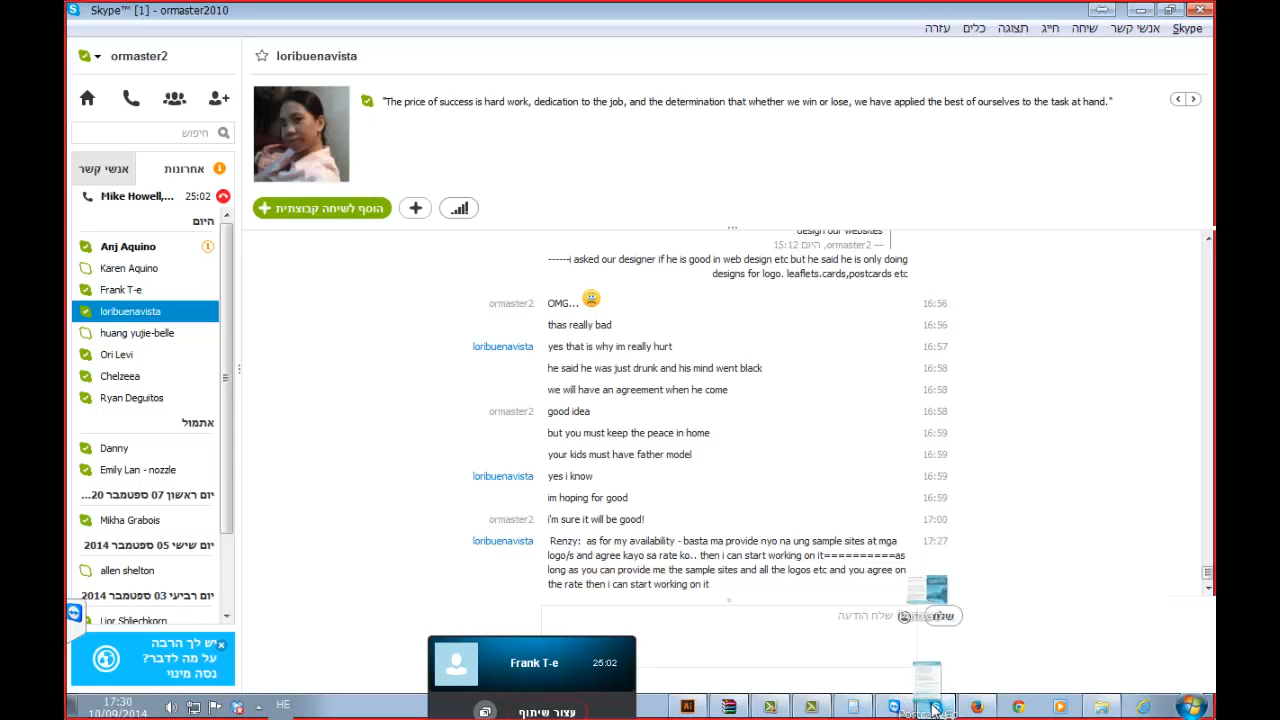 Skype™ [1] - ormaster2010
Skype אנשי קשר שיחה חייג תצוגה כלים עזרה
ormaster2
חיפוש
אנשי קשר
אחרונות 1
Mike Howell,... 25:02
היום
Anj Aquino 1
Karen Aquino
Frank T-e
loribuenavista
huang yujie-belle
Ori Levi
Chelzeea
Ryan Deguitos
אתמול
Danny
Emily Lan - nozzle
יום ראשון 07 ספטמבר 20...
Mikha Grabois
יום שישי 05 ספטמבר 2014
allen shelton
יום רביעי 03 ספטמבר 2014
Lior Shliechkorn
יש לך הרבה
על מה לדבר?
נסה מינוי
loribuenavista
"The price of success is hard work, dedication to the job, and the determination that whether we win or lose, we have applied the best of ourselves to the task at hand."
הוסף לשיחה קבוצתית
design our websites
— ormaster2, היום 15:12
------i asked our designer if he is good in web design etc but he said he is only doing
designs for logo. leaflets.cards,postcards etc
ormaster2 OMG... 16:56
thas really bad 16:56
loribuenavista yes that is why im really hurt 16:57
he said he was just drunk and his mind went black 16:58
we will have an agreement when he come 16:58
ormaster2 good idea 16:58
but you must keep the peace in home 16:59
your kids must have father model 16:59
loribuenavista yes i know 16:59
im hoping for good 16:59
ormaster2 i'm sure it will be good! 17:00
loribuenavista Renzy: as for my availability - basta ma provide nyo na ung sample sites at mga 17:27
logo/s and agree kayo sa rate ko.. then i can start working on it==========as
long as you can provide me the sample sites and all the logos etc and you agree on
the rate then i can start working on it
שלח הודעה
שלח
Frank T-e 25:02
עצור שיתוף
17:30
10/09/2014
HE
Ai